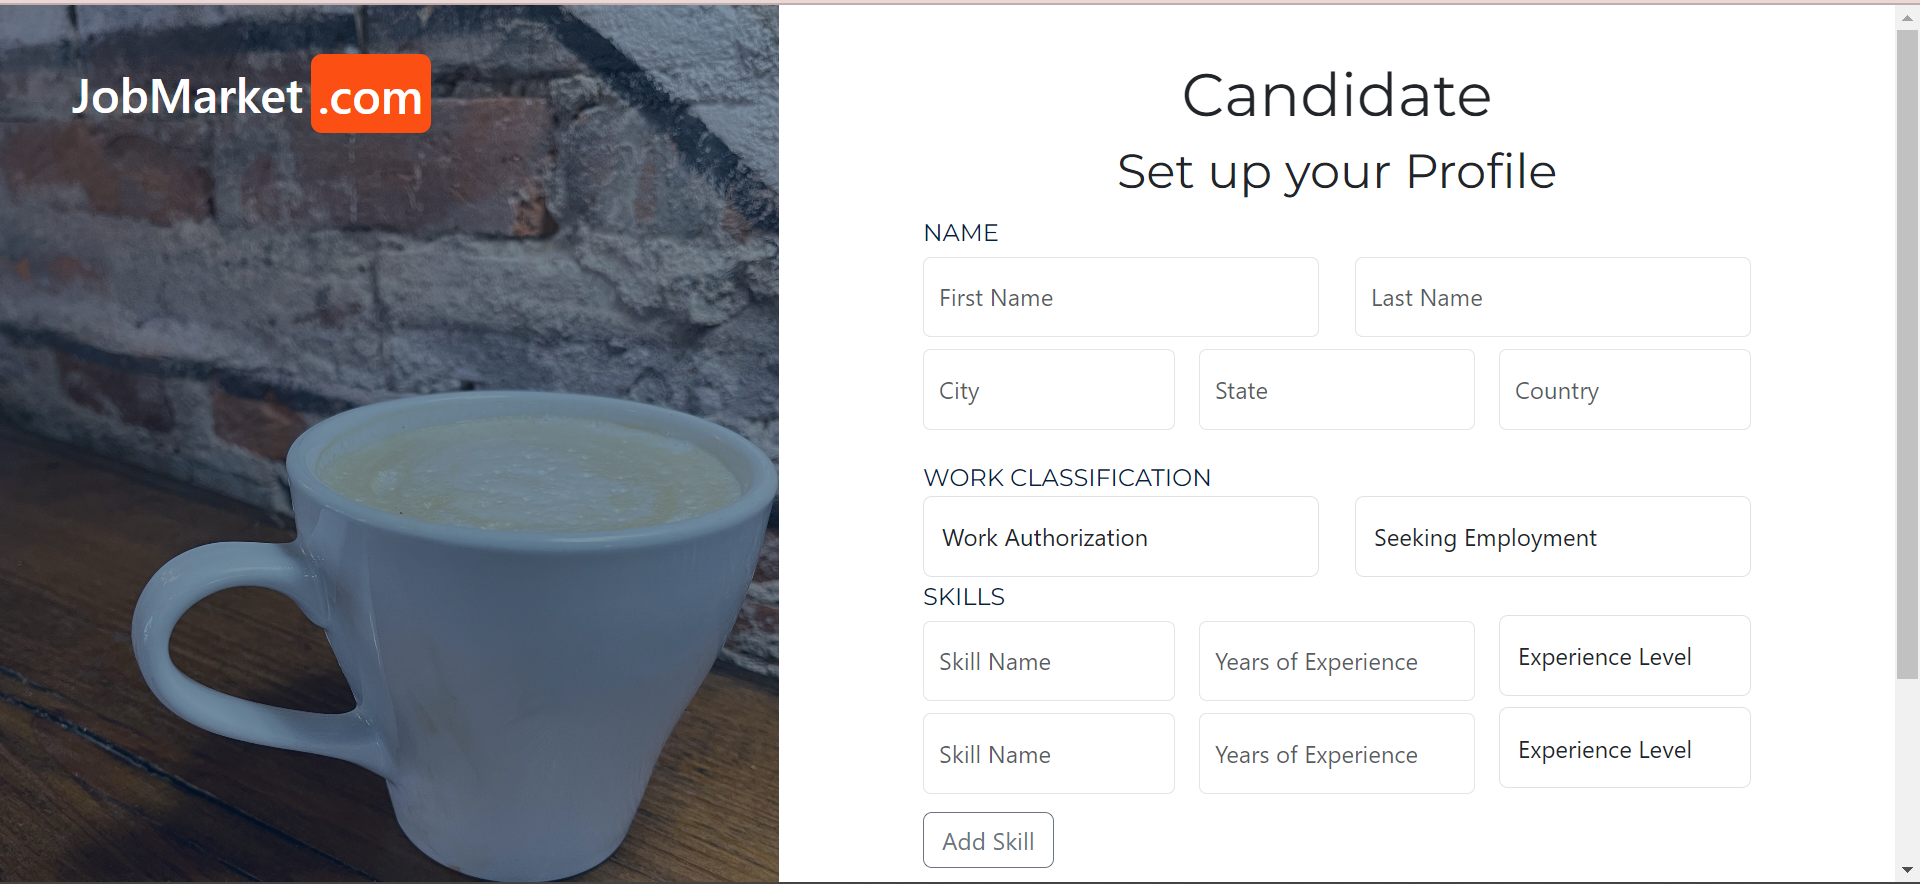 JobMarket .com
Candidate
Set up your Profile
NAME
First Name
Last Name
City
State
Country
WORK CLASSIFICATION
Work Authorization
Seeking Employment
SKILLS
Skill Name
Years of Experience
Experience Level
Skill Name
Years of Experience
Experience Level
Add Skill